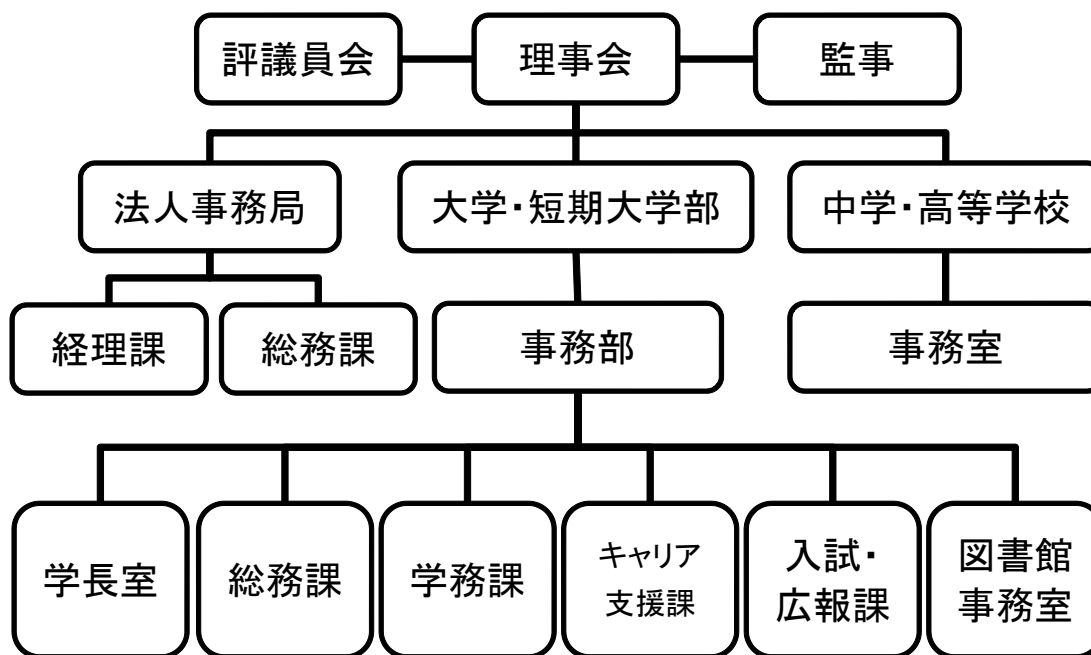 評議員会
理事会
監事
法人事務局
大学・短期大学部
中学・高等学校
経理課
総務課
事務部
事務室
学長室
総務課
学務課
キャリア
支援課
入試・
広報課
図書館
事務室